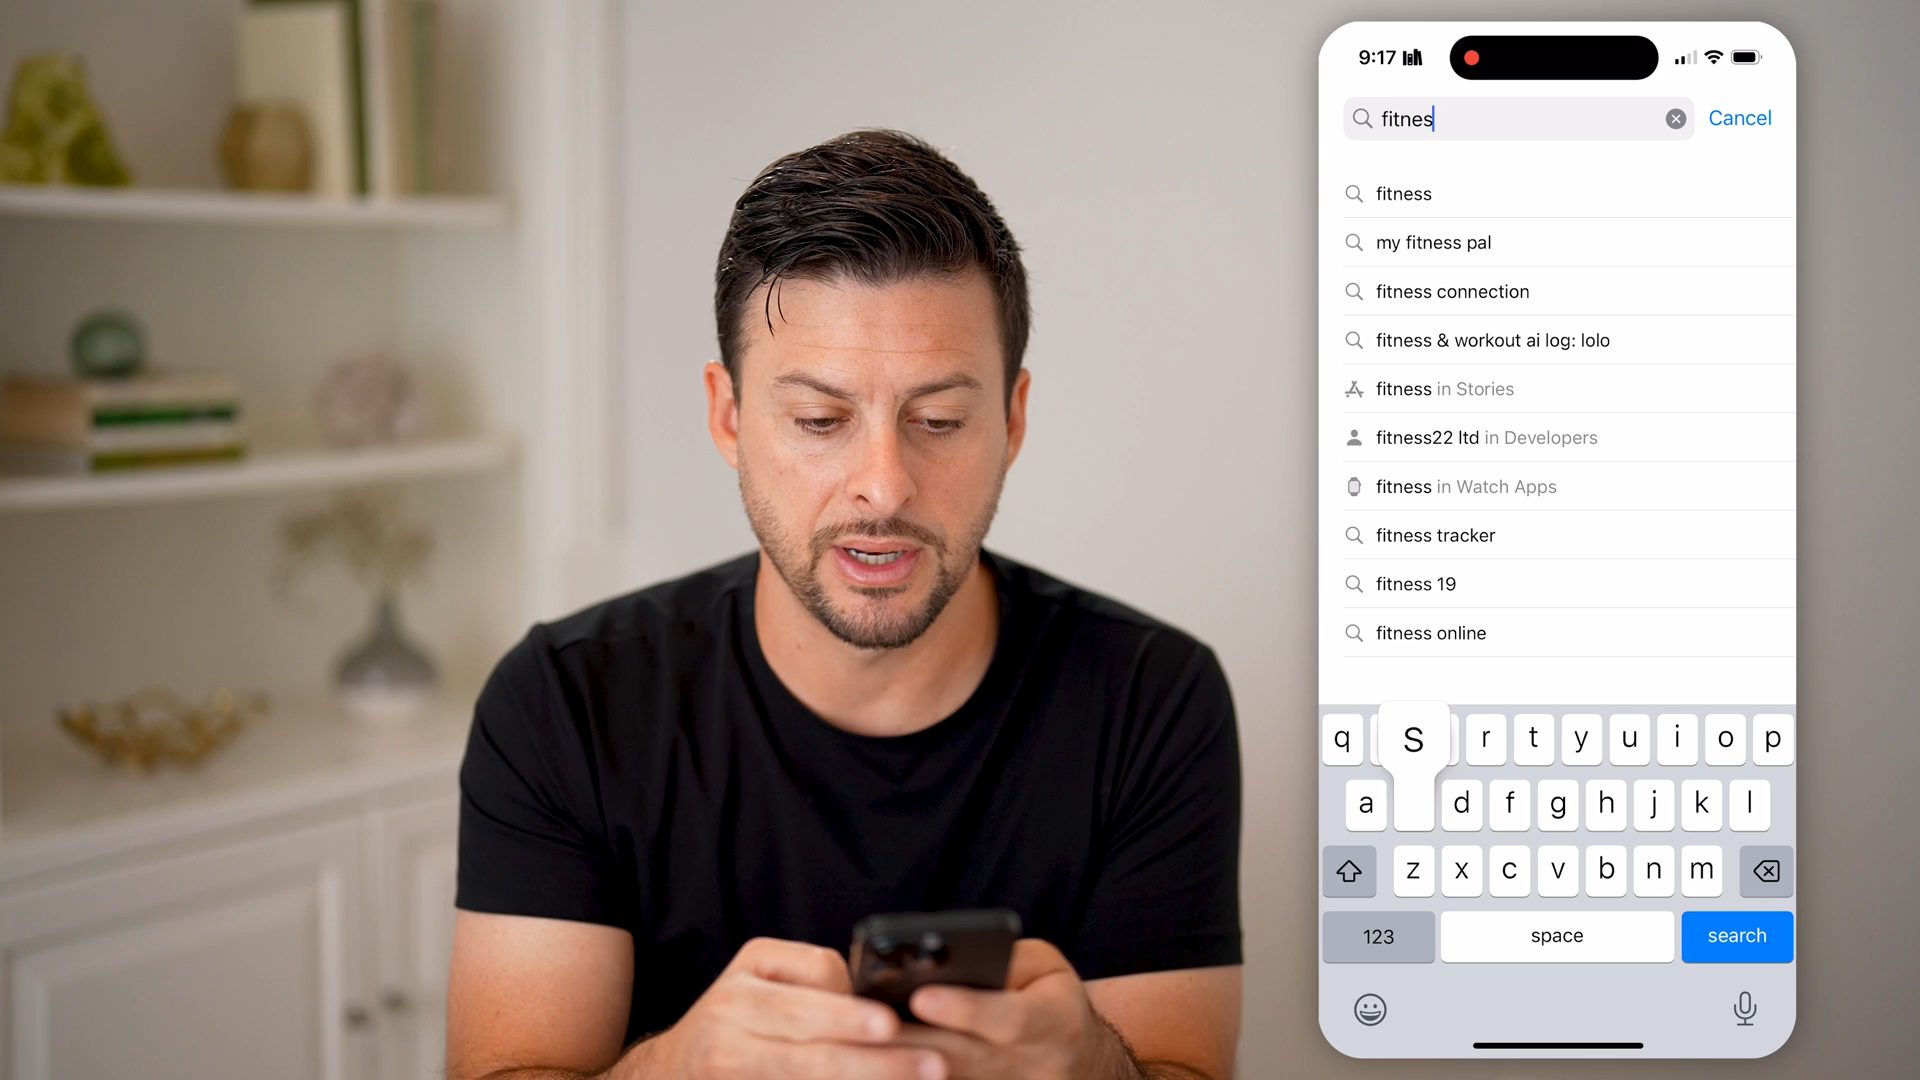 9:17
fitnes
Cancel
fitness
my fitness pal
fitness connection
fitness & workout ai log: lolo
fitness in Stories
fitness22 ltd in Developers
fitness in Watch Apps
fitness tracker
fitness 19
fitness online
q S r t y u i o p
a d f g h j k l
z x c v b n m
123 space search